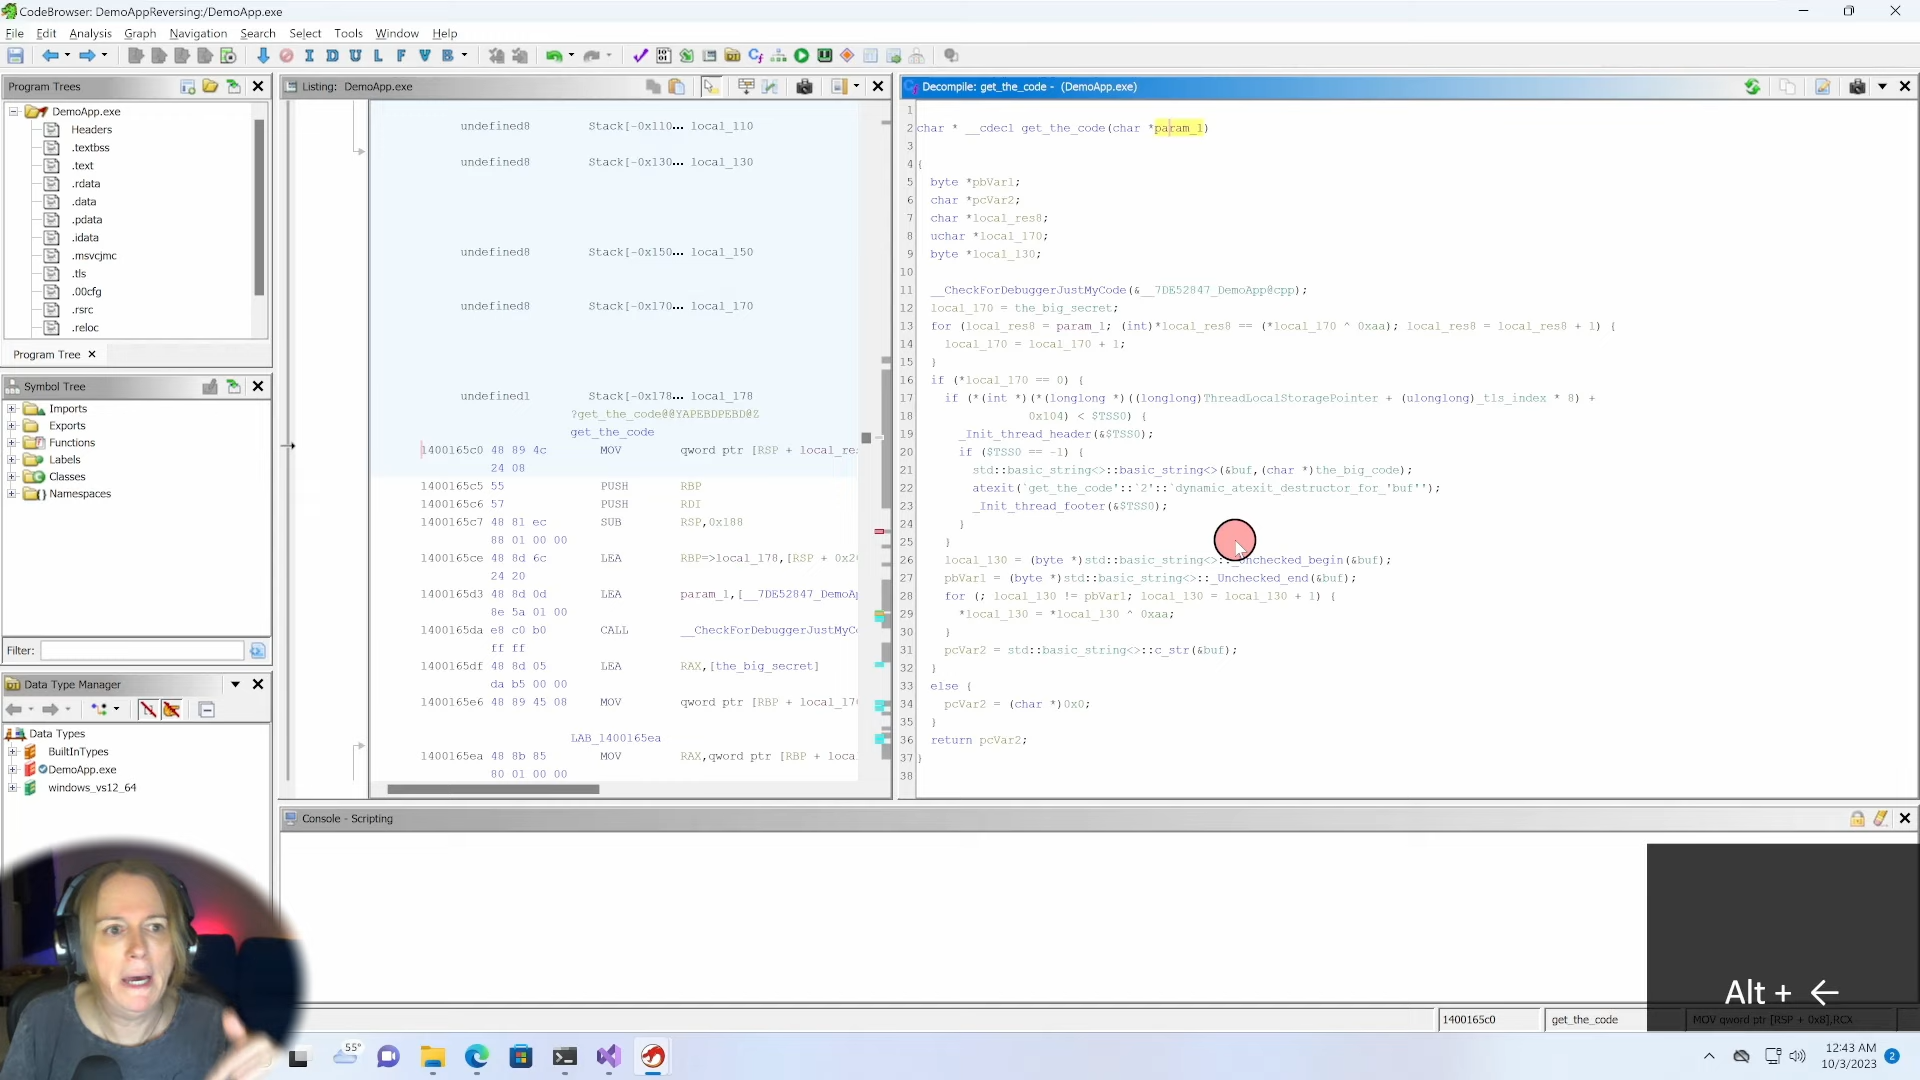 CodeBrowser: DemoAppReversing:/DemoApp.exe
File Edit Analysis Graph Navigation Search Select Tools Window Help
I D U L F V B
Program Trees
DemoApp.exe
Headers
.textbss
.text
.rdata
.data
.pdata
.idata
.msvcjmc
.tls
.00cfg
.rsrc
.reloc
Program Tree
Symbol Tree
Imports
Exports
Functions
Labels
Classes
Namespaces
Filter:
Data Type Manager
Data Types
BuiltInTypes
DemoApp.exe
windows_vs12_64
Listing: DemoApp.exe
undefined8 Stack[-0x110... local_110
undefined8 Stack[-0x130... local_130
undefined8 Stack[-0x150... local_150
undefined8 Stack[-0x170... local_170
undefined1 Stack[-0x178... local_178
?get_the_code@@YAPEBDPEBD@Z
get_the_code
1400165c0 48 89 4c MOV qword ptr [RSP + local_re
24 08
1400165c5 55 PUSH RBP
1400165c6 57 PUSH RDI
1400165c7 48 81 ec SUB RSP,0x188
88 01 00 00
1400165ce 48 8d 6c LEA RBP=>local_178,[RSP + 0x2
24 20
1400165d3 48 8d 0d LEA param_1,[__7DE52847_DemoAp
8e 5a 01 00
1400165da e8 c0 b0 CALL __CheckForDebuggerJustMyC
ff ff
1400165df 48 8d 05 LEA RAX,[the_big_secret]
da b5 00 00
1400165e6 48 89 45 08 MOV qword ptr [RBP + local_17
LAB_1400165ea
1400165ea 48 8b 85 MOV RAX,qword ptr [RBP + loca
80 01 00 00
Decompile: get_the_code - (DemoApp.exe)
1
2 char * __cdecl get_the_code(char *param_1)
3
4 {
5 byte *pbVar1;
6 char *pcVar2;
7 char *local_res8;
8 uchar *local_170;
9 byte *local_130;
10
11 __CheckForDebuggerJustMyCode(&__7DE52847_DemoApp@cpp);
12 local_170 = the_big_secret;
13 for (local_res8 = param_1; (int)*local_res8 == (*local_170 ^ 0xaa); local_res8 = local_res8 + 1) {
14 local_170 = local_170 + 1;
15 }
16 if (*local_170 == 0) {
17 if (*(int *)(*(longlong *)((longlong)ThreadLocalStoragePointer + (ulonglong)_tls_index * 8) +
18 0x104) < $TSS0) {
19 _Init_thread_header(&$TSS0);
20 if ($TSS0 == -1) {
21 std::basic_string<>::basic_string<>(&buf,(char *)the_big_code);
22 atexit(`get_the_code'::`2'::`dynamic_atexit_destructor_for_'buf'');
23 _Init_thread_footer(&$TSS0);
24 }
25 }
26 local_130 = (byte *)std::basic_string<>::_Unchecked_begin(&buf);
27 pbVar1 = (byte *)std::basic_string<>::_Unchecked_end(&buf);
28 for (; local_130 != pbVar1; local_130 = local_130 + 1) {
29 *local_130 = *local_130 ^ 0xaa;
30 }
31 pcVar2 = std::basic_string<>::c_str(&buf);
32 }
33 else {
34 pcVar2 = (char *)0x0;
35 }
36 return pcVar2;
37 }
38
Console - Scripting
Alt + ←
1400165c0 get_the_code MOV qword ptr [RSP + 0x8],RCX
55°
12:43 AM
10/3/2023
2